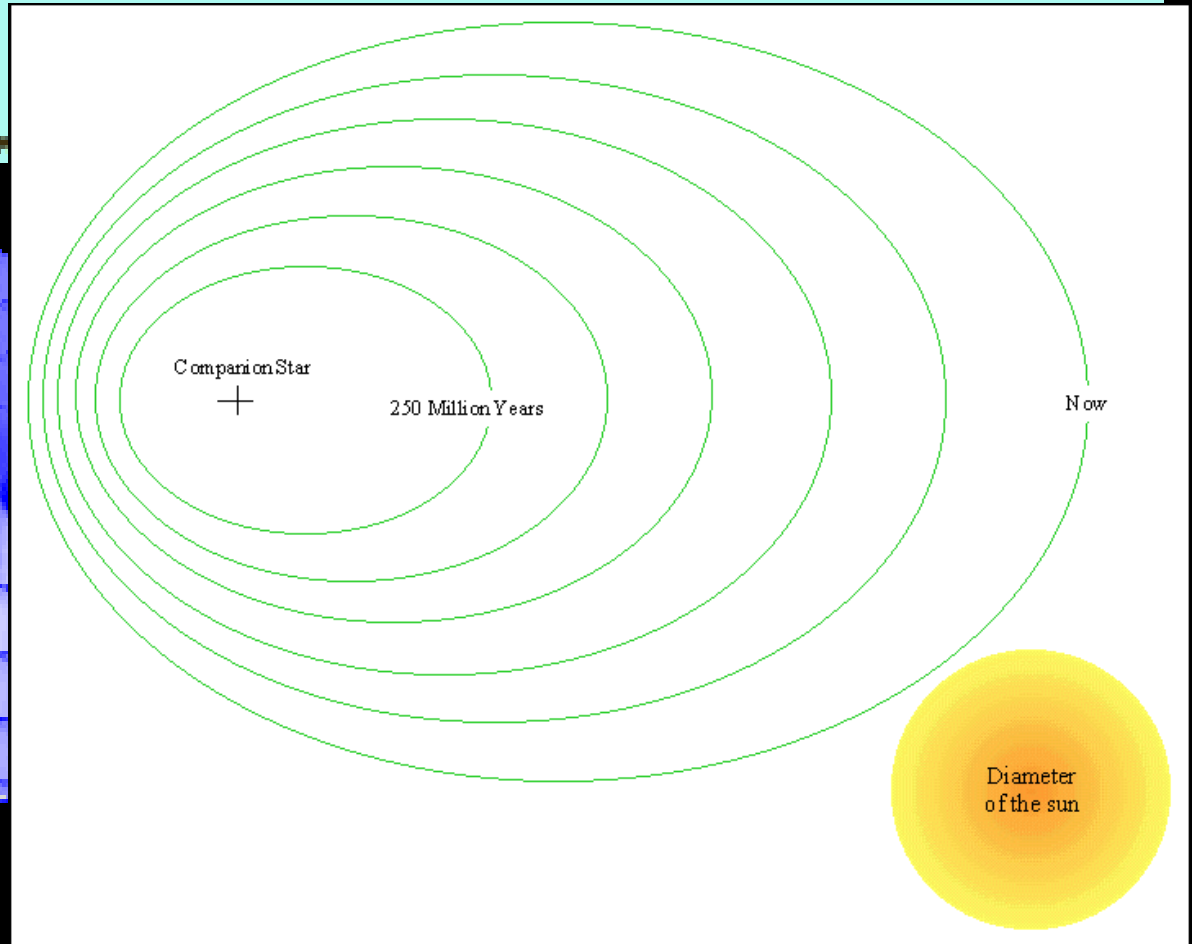 Companion Star
250 Million Years
Now
Diameter
of the sun